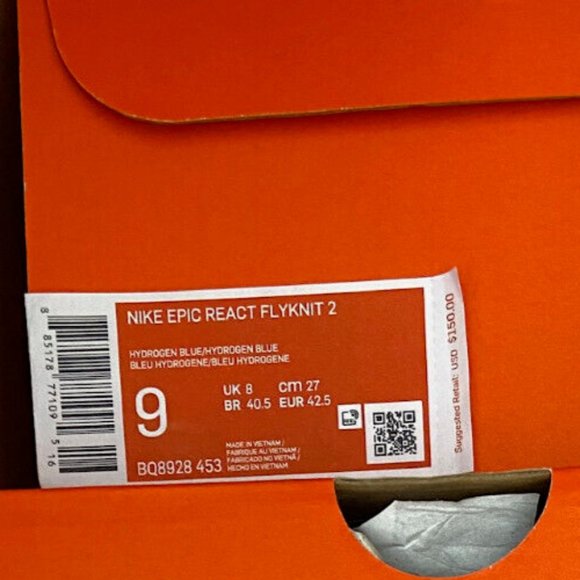 NIKE EPIC REACT FLYKNIT 2
HYDROGEN BLUE/HYDROGEN BLUE
BLEU HYDROGENE/BLEU HYDROGENE
9
UK 8 cm 27
BR 40.5 EUR 42.5
MADE IN VIETNAM /
FABRIQUE AU VIETNAM /
FABRICADO NO VIETNÃ /
HECHO EN VIETNAM
BQ8928 453
8 85178 77109 5 16
Suggested Retail: USD $150.00